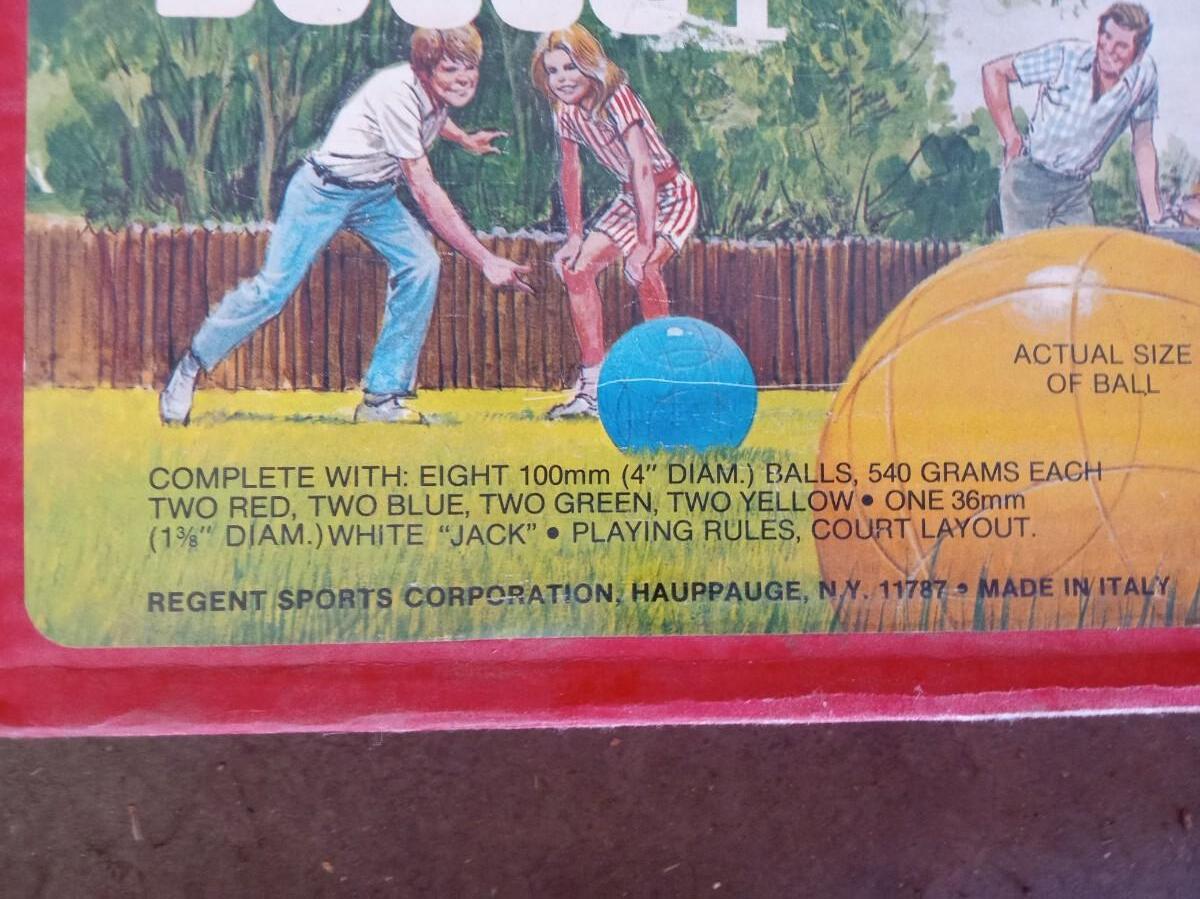 ACTUAL SIZE
OF BALL
COMPLETE WITH: EIGHT 100mm (4" DIAM.) BALLS, 540 GRAMS EACH
TWO RED, TWO BLUE, TWO GREEN, TWO YELLOW • ONE 36mm
(1⅜" DIAM.) WHITE "JACK" • PLAYING RULES, COURT LAYOUT.
REGENT SPORTS CORPORATION, HAUPPAUGE, N.Y. 11787 • MADE IN ITALY